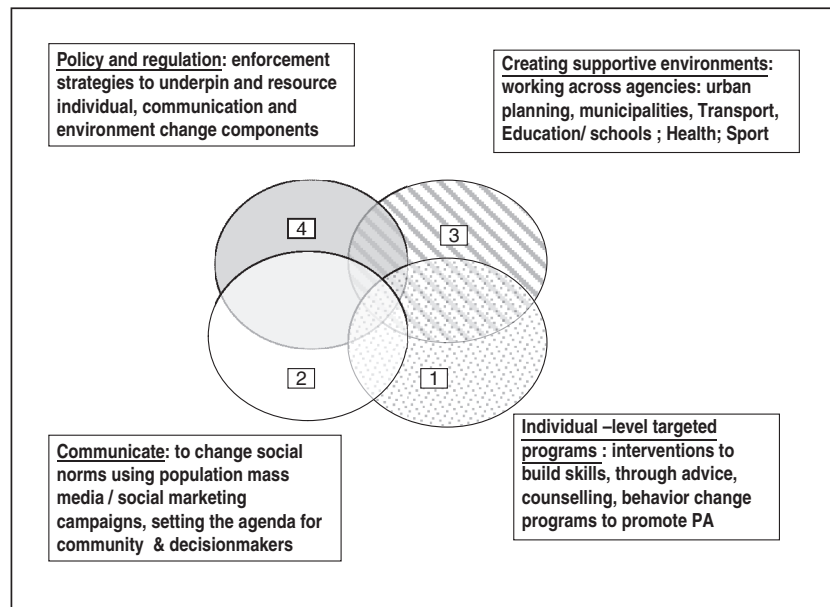 Policy and regulation: enforcement
strategies to underpin and resource
individual, communication and
environment change components
Creating supportive environments:
working across agencies: urban
planning, municipalities, Transport,
Education/ schools ; Health; Sport
4
3
2
1
Communicate: to change social
norms using population mass
media / social marketing
campaigns, setting the agenda for
community & decisionmakers
Individual –level targeted
programs : interventions to
build skills, through advice,
counselling, behavior change
programs to promote PA